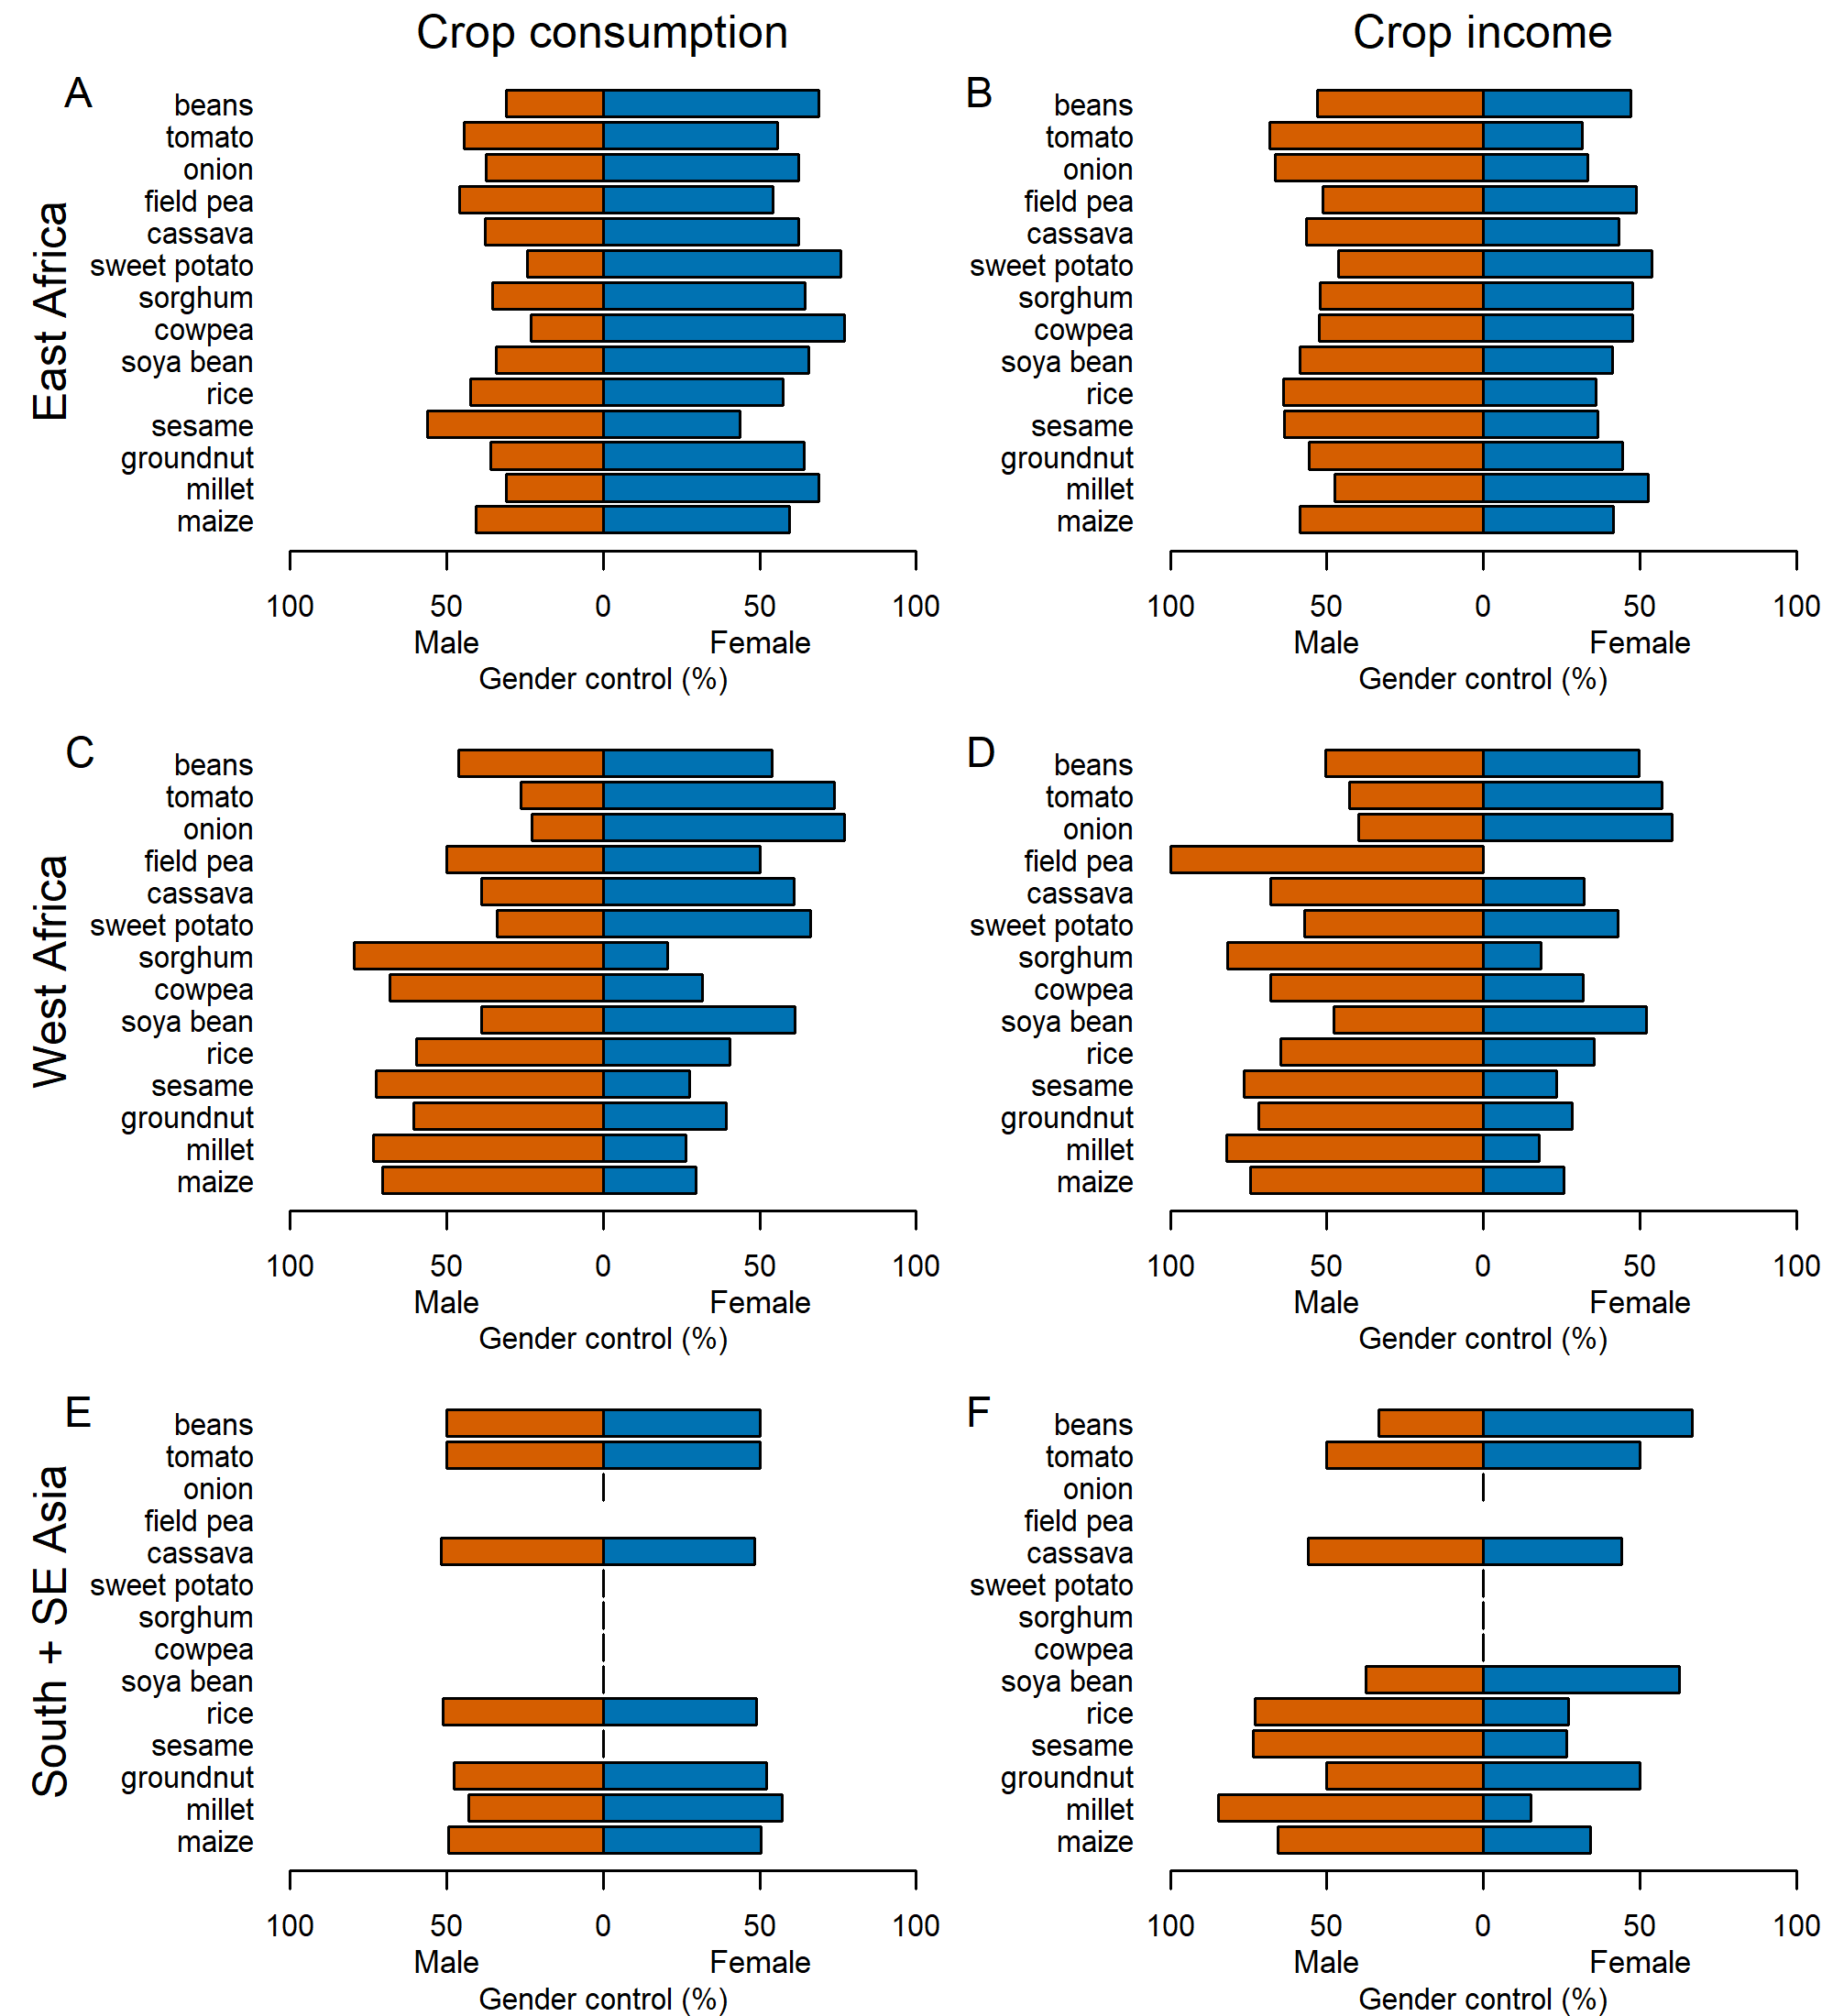 Crop consumption
Crop income
East Africa
A
beans
tomato
onion
field pea
cassava
sweet potato
sorghum
cowpea
soya bean
rice
sesame
groundnut
millet
maize
100 50 0 50 100
Male Female
Gender control (%)
B
beans
tomato
onion
field pea
cassava
sweet potato
sorghum
cowpea
soya bean
rice
sesame
groundnut
millet
maize
100 50 0 50 100
Male Female
Gender control (%)
West Africa
C
beans
tomato
onion
field pea
cassava
sweet potato
sorghum
cowpea
soya bean
rice
sesame
groundnut
millet
maize
100 50 0 50 100
Male Female
Gender control (%)
D
beans
tomato
onion
field pea
cassava
sweet potato
sorghum
cowpea
soya bean
rice
sesame
groundnut
millet
maize
100 50 0 50 100
Male Female
Gender control (%)
South + SE Asia
E
beans
tomato
onion
field pea
cassava
sweet potato
sorghum
cowpea
soya bean
rice
sesame
groundnut
millet
maize
100 50 0 50 100
Male Female
Gender control (%)
F
beans
tomato
onion
field pea
cassava
sweet potato
sorghum
cowpea
soya bean
rice
sesame
groundnut
millet
maize
100 50 0 50 100
Male Female
Gender control (%)